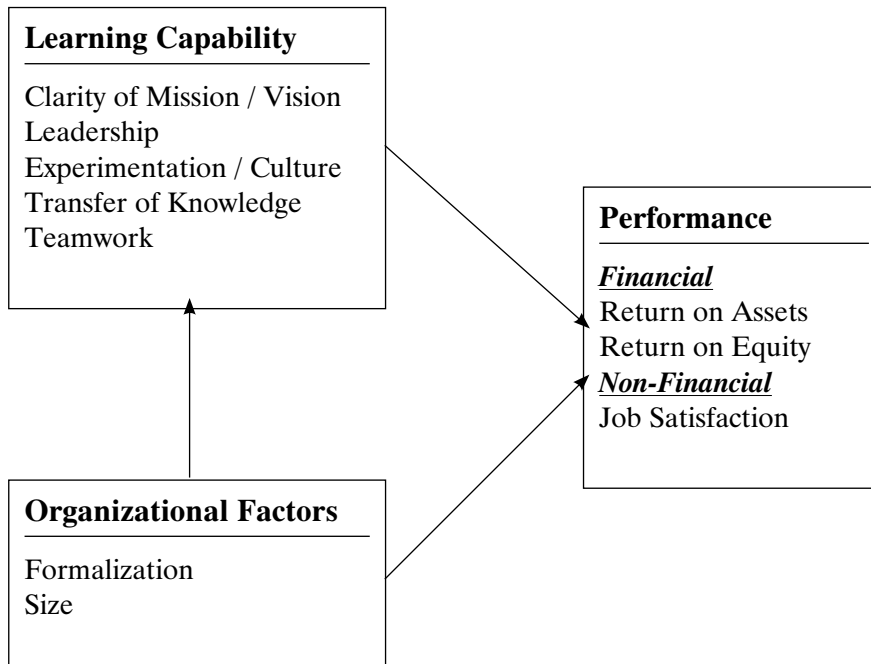 Learning Capability
Clarity of Mission / Vision
Leadership
Experimentation / Culture
Transfer of Knowledge
Teamwork
Performance
Financial
Return on Assets
Return on Equity
Non-Financial
Job Satisfaction
Organizational Factors
Formalization
Size